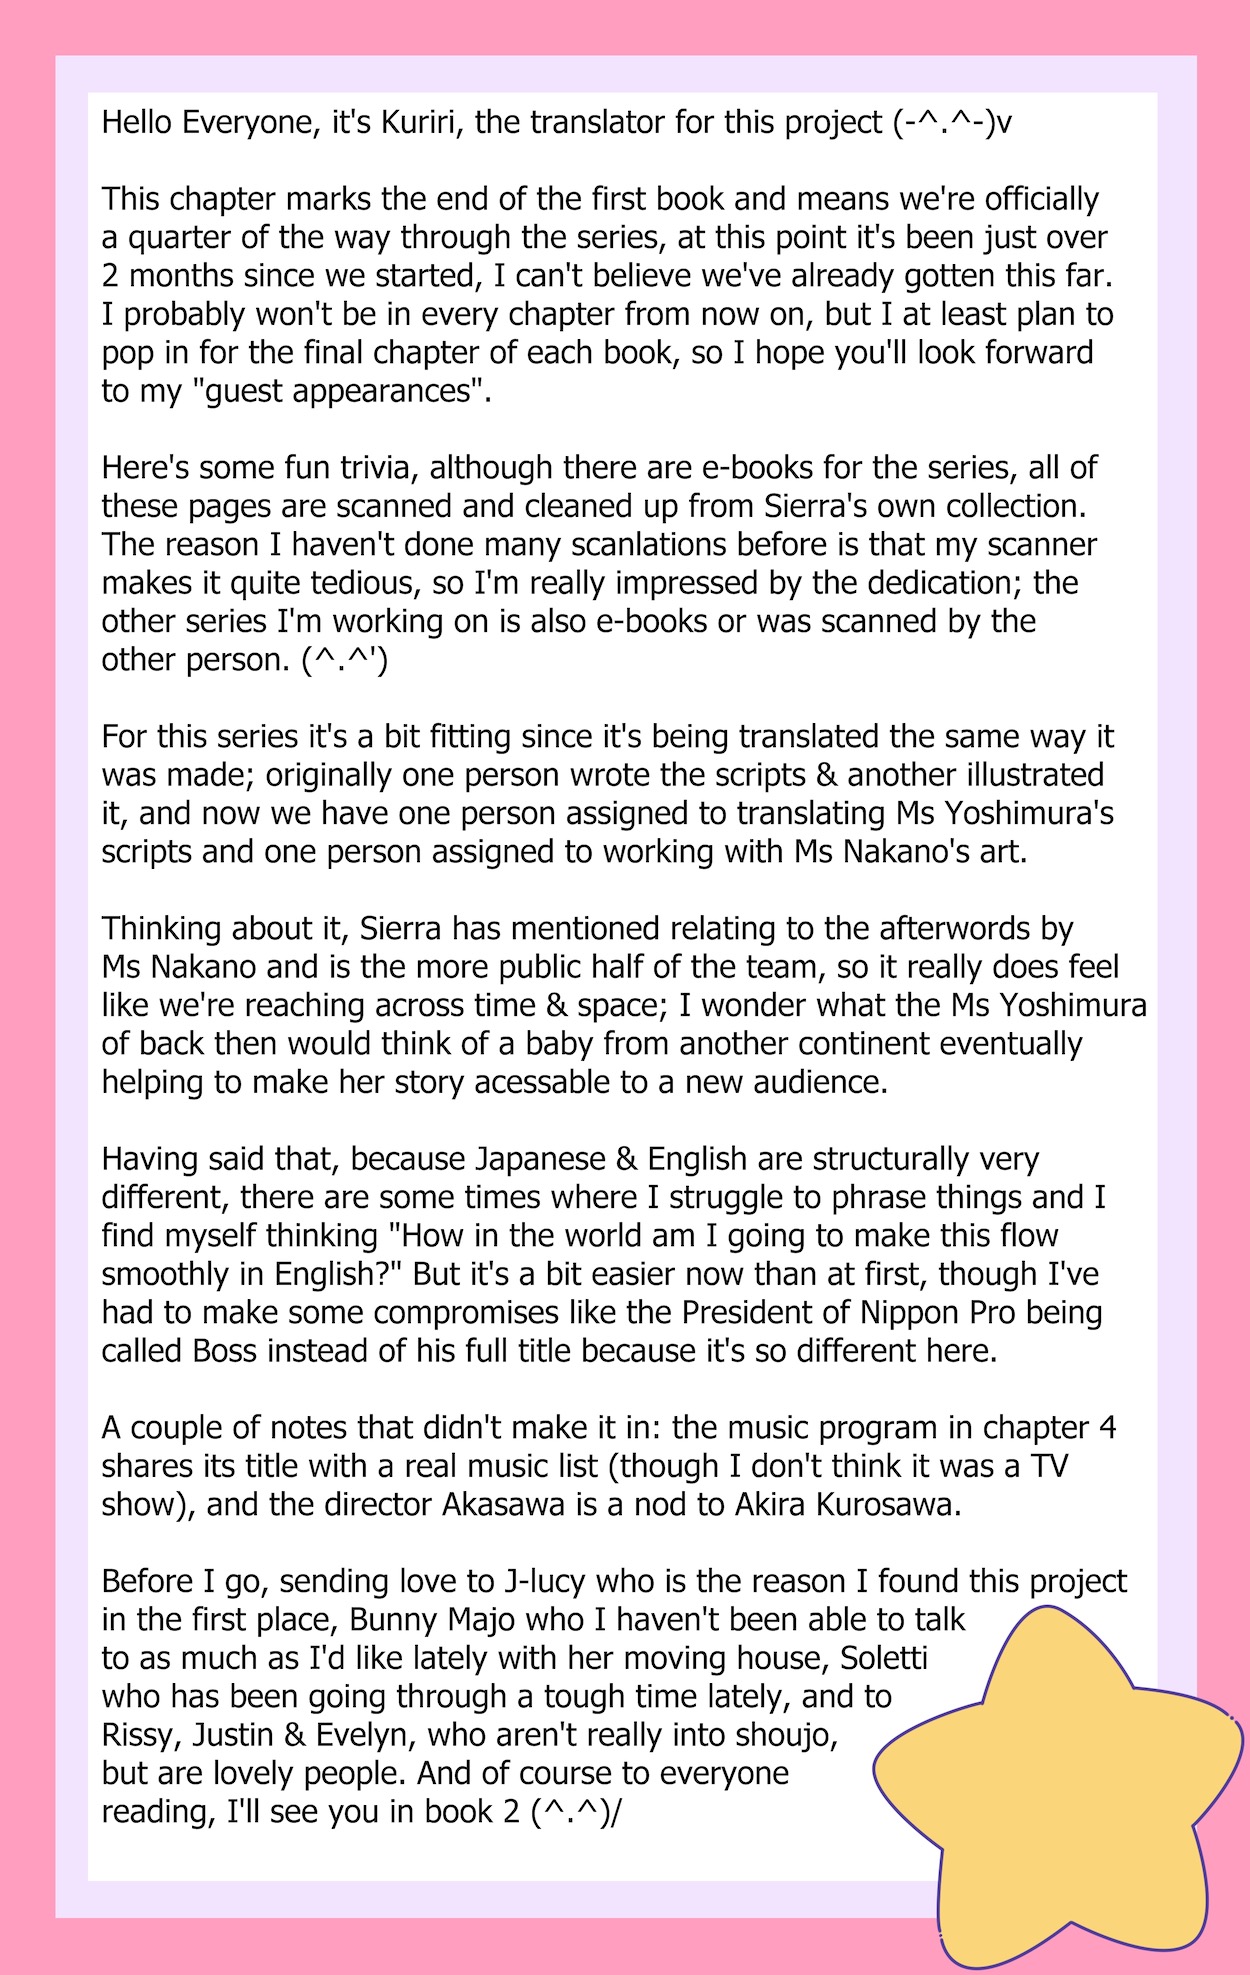 Hello Everyone, it's Kuriri, the translator for this project (-^.^-)v
This chapter marks the end of the first book and means we're officially
a quarter of the way through the series, at this point it's been just over
2 months since we started, I can't believe we've already gotten this far.
I probably won't be in every chapter from now on, but I at least plan to
pop in for the final chapter of each book, so I hope you'll look forward
to my "guest appearances".
Here's some fun trivia, although there are e-books for the series, all of
these pages are scanned and cleaned up from Sierra's own collection.
The reason I haven't done many scanlations before is that my scanner
makes it quite tedious, so I'm really impressed by the dedication; the
other series I'm working on is also e-books or was scanned by the
other person. (^.^')
For this series it's a bit fitting since it's being translated the same way it
was made; originally one person wrote the scripts & another illustrated
it, and now we have one person assigned to translating Ms Yoshimura's
scripts and one person assigned to working with Ms Nakano's art.
Thinking about it, Sierra has mentioned relating to the afterwords by
Ms Nakano and is the more public half of the team, so it really does feel
like we're reaching across time & space; I wonder what the Ms Yoshimura
of back then would think of a baby from another continent eventually
helping to make her story acessable to a new audience.
Having said that, because Japanese & English are structurally very
different, there are some times where I struggle to phrase things and I
find myself thinking "How in the world am I going to make this flow
smoothly in English?" But it's a bit easier now than at first, though I've
had to make some compromises like the President of Nippon Pro being
called Boss instead of his full title because it's so different here.
A couple of notes that didn't make it in: the music program in chapter 4
shares its title with a real music list (though I don't think it was a TV
show), and the director Akasawa is a nod to Akira Kurosawa.
Before I go, sending love to J-lucy who is the reason I found this project
in the first place, Bunny Majo who I haven't been able to talk
to as much as I'd like lately with her moving house, Soletti
who has been going through a tough time lately, and to
Rissy, Justin & Evelyn, who aren't really into shoujo,
but are lovely people. And of course to everyone
reading, I'll see you in book 2 (^.^)/